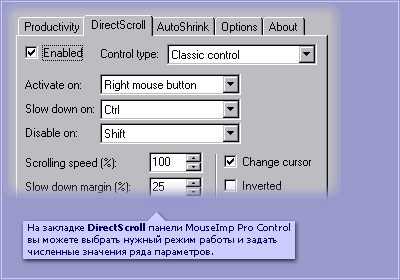 Productivity DirectScroll AutoShrink Options About
Enabled Control type: Classic control
Activate on: Right mouse button
Slow down on: Ctrl
Disable on: Shift
Scrolling speed (%): 100 Change cursor
Slow down margin (%): 25 Inverted
На закладке DirectScroll панели MouseImp Pro Control
вы можете выбрать нужный режим работы и задать
численные значения ряда параметров.